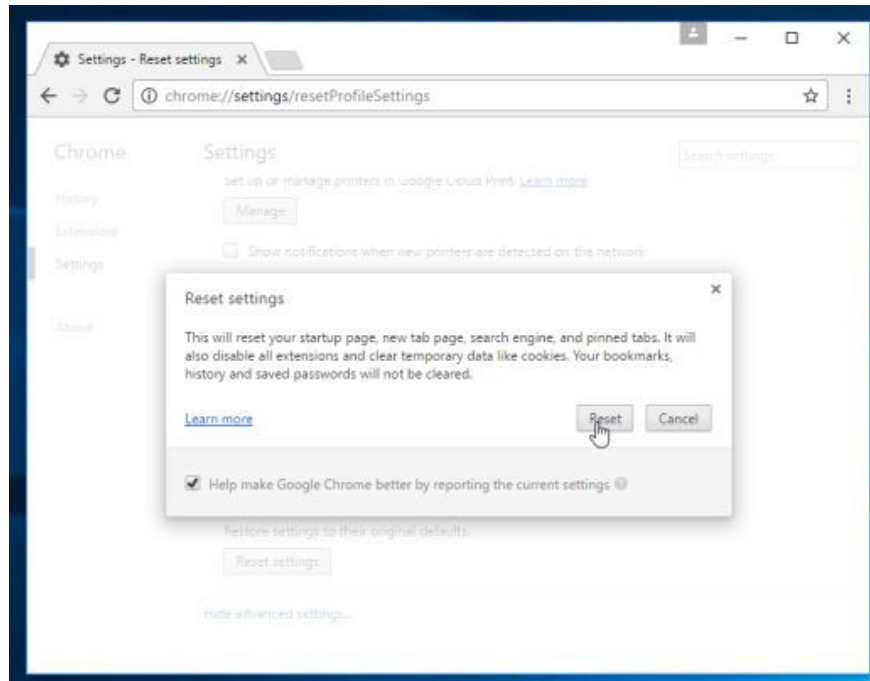 Settings - Reset settings
chrome://settings/resetProfileSettings
Chrome
Settings
Search settings
Set up or manage printers in Google Cloud Print. Learn more
History
Manage
Extensions
Show notifications when new printers are detected on the network
Settings
Reset settings
About
This will reset your startup page, new tab page, search engine, and pinned tabs. It will
also disable all extensions and clear temporary data like cookies. Your bookmarks,
history and saved passwords will not be cleared.
Learn more
Reset
Cancel
Help make Google Chrome better by reporting the current settings
Restore settings to their original defaults.
Reset settings
Hide advanced settings...